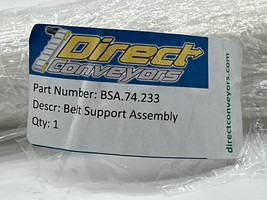 Direct
conveyors
Part Number: BSA.74.233
Descr: Belt Support Assembly
Qty: 1
directconveyors.com